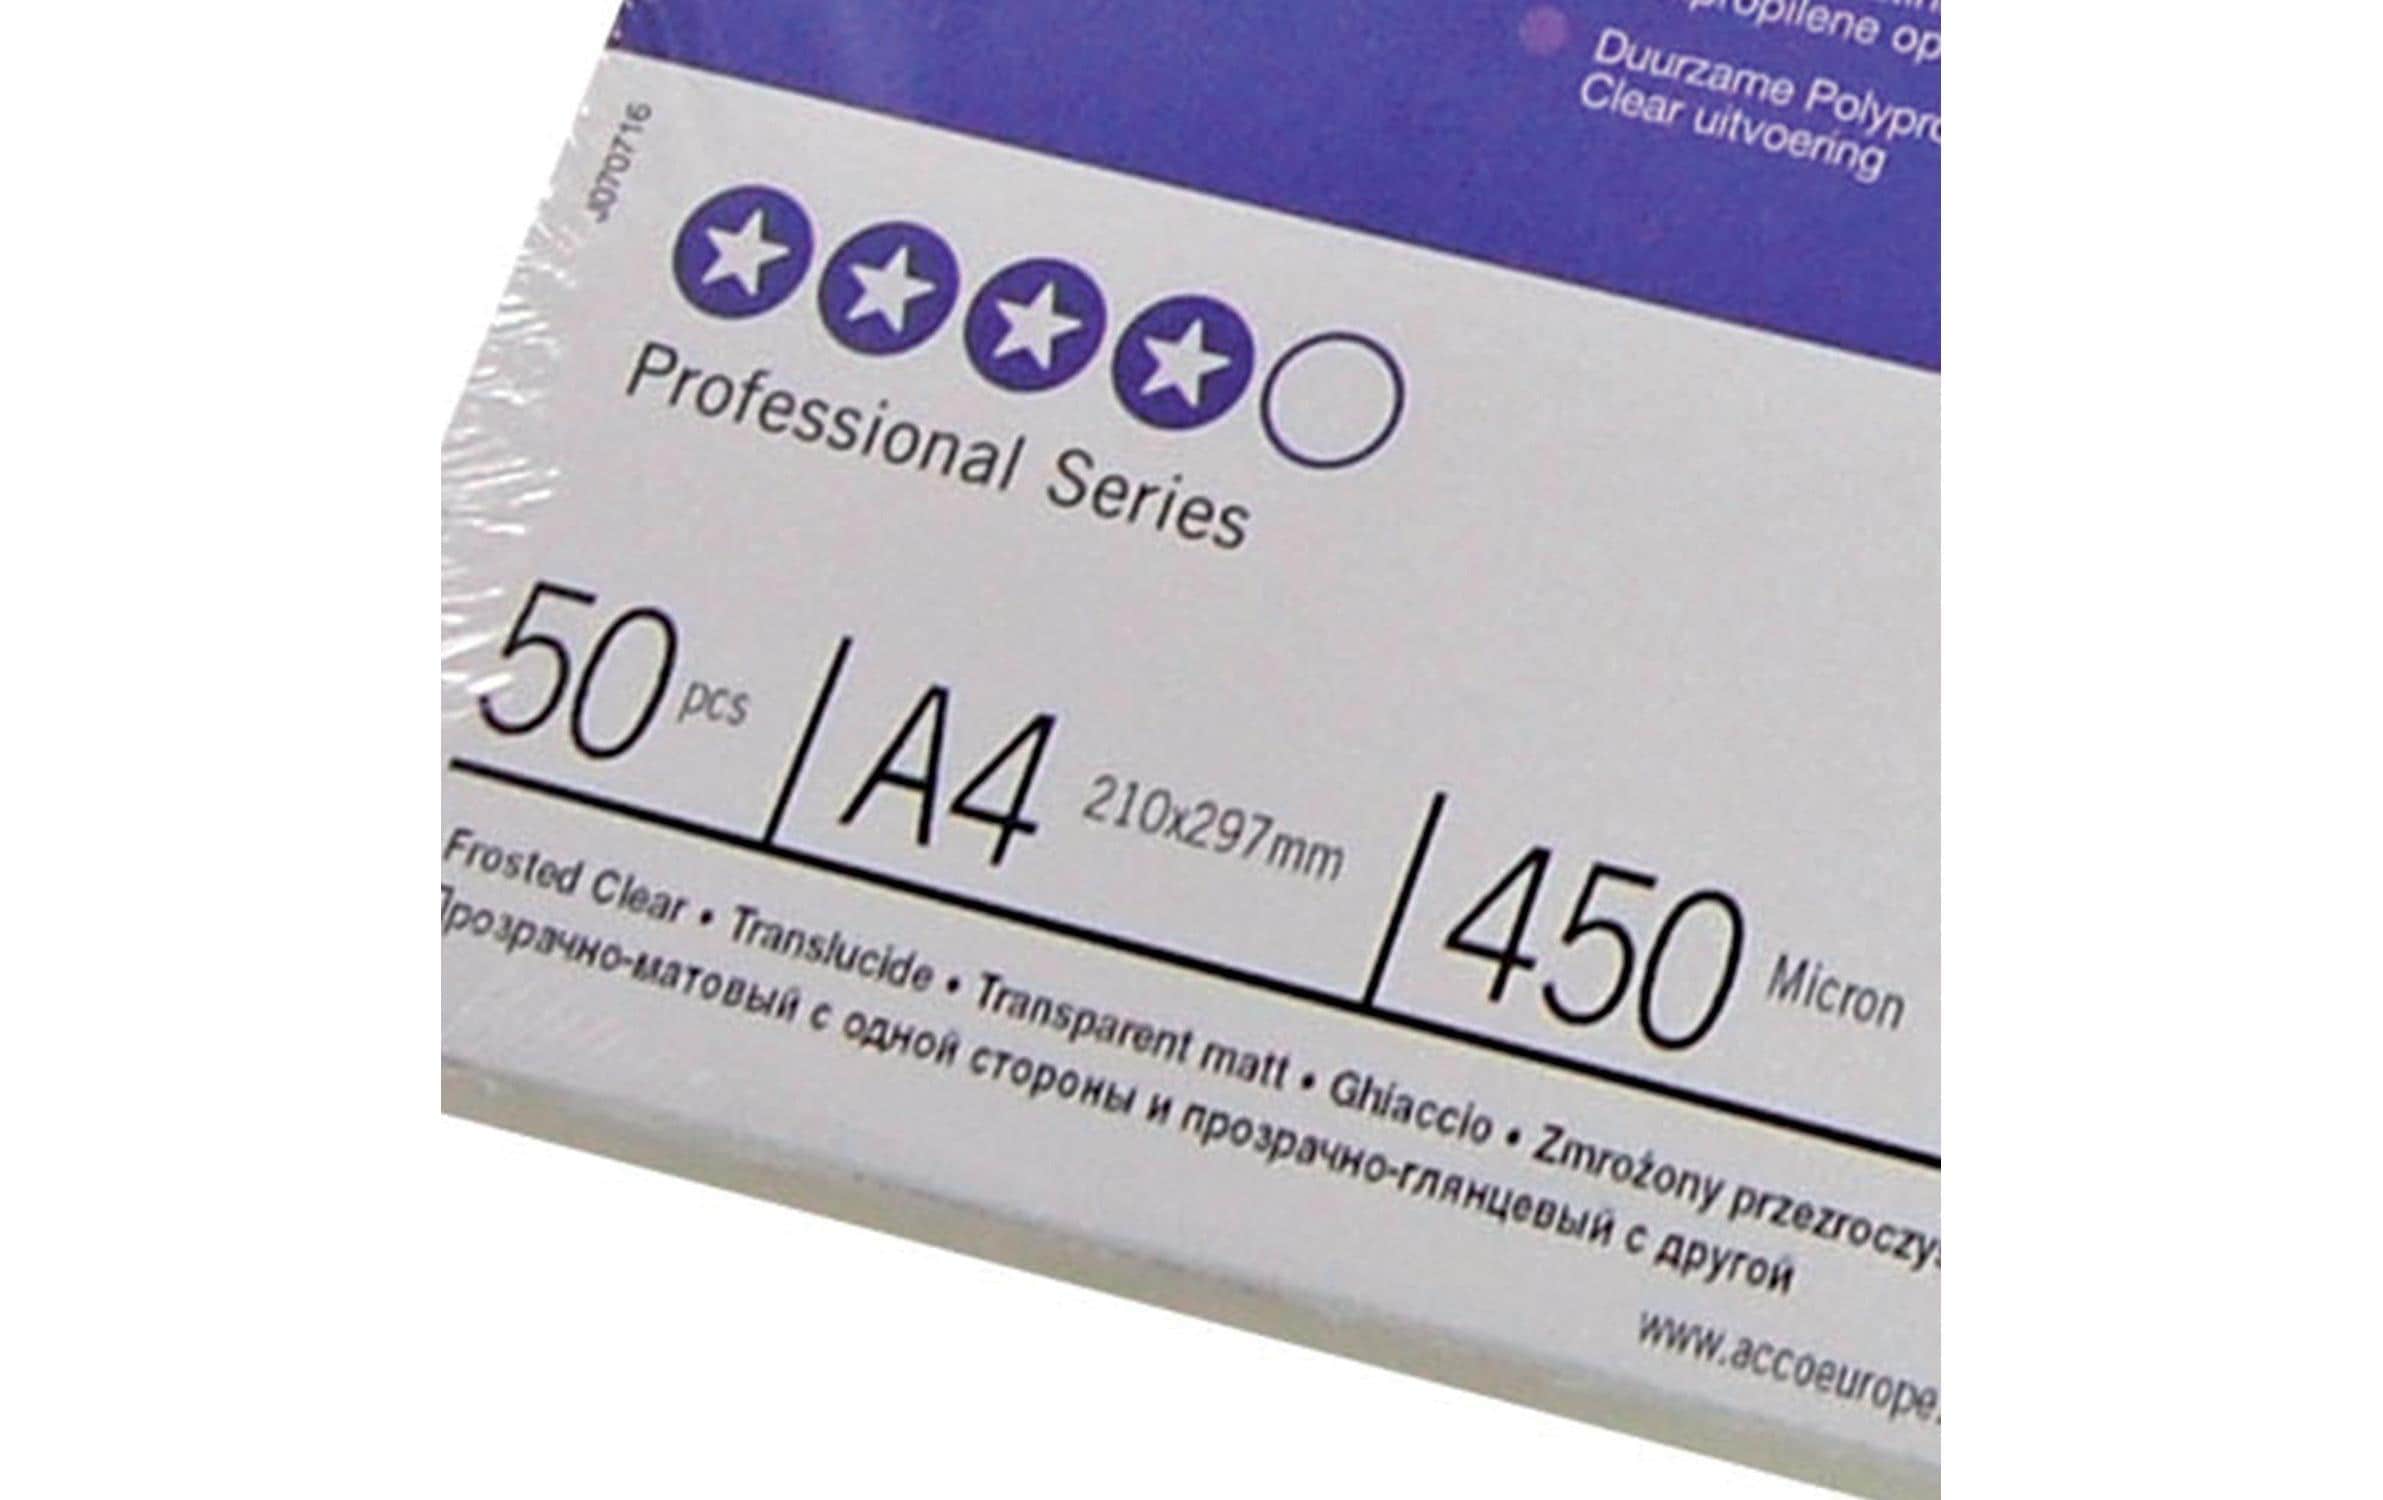 propilene op
Duurzame Polypro
Clear uitvoering
J070716
Professional Series
50 pcs
A4 210x297mm
450 Micron
Frosted Clear • Translucide • Transparent matt • Ghiaccio • Zmrożony przezroczys
Прозрачно-матовый с одной стороны и прозрачно-глянцевый с другой
www.accoeurope.